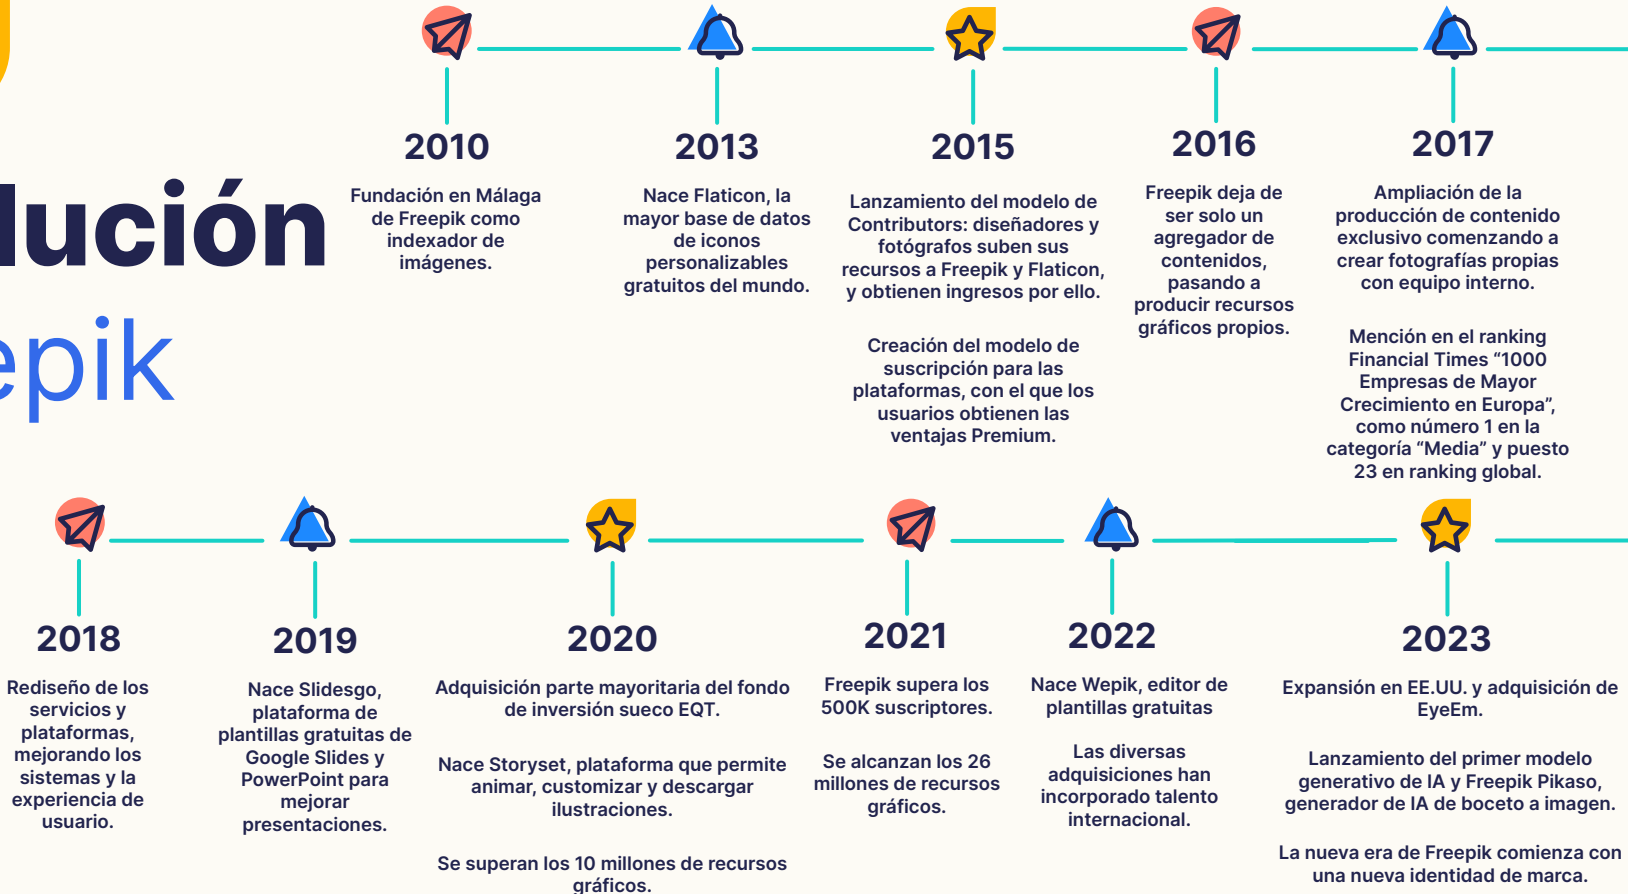 lución
epik
2010
Fundación en Málaga
de Freepik como
indexador de
imágenes.
2013
Nace Flaticon, la
mayor base de datos
de iconos
personalizables
gratuitos del mundo.
2015
Lanzamiento del modelo de
Contributors: diseñadores y
fotógrafos suben sus
recursos a Freepik y Flaticon,
y obtienen ingresos por ello.
Creación del modelo de
suscripción para las
plataformas, con el que los
usuarios obtienen las
ventajas Premium.
2016
Freepik deja de
ser solo un
agregador de
contenidos,
pasando a
producir recursos
gráficos propios.
2017
Ampliación de la
producción de contenido
exclusivo comenzando a
crear fotografías propias
con equipo interno.
Mención en el ranking
Financial Times “1000
Empresas de Mayor
Crecimiento en Europa”,
como número 1 en la
categoría “Media” y puesto
23 en ranking global.
2018
Rediseño de los
servicios y
plataformas,
mejorando los
sistemas y la
experiencia de
usuario.
2019
Nace Slidesgo,
plataforma de
plantillas gratuitas de
Google Slides y
PowerPoint para
mejorar
presentaciones.
2020
Adquisición parte mayoritaria del fondo
de inversión sueco EQT.
Nace Storyset, plataforma que permite
animar, customizar y descargar
ilustraciones.
Se superan los 10 millones de recursos
gráficos.
2021
Freepik supera los
500K suscriptores.
Se alcanzan los 26
millones de recursos
gráficos.
2022
Nace Wepik, editor de
plantillas gratuitas
Las diversas
adquisiciones han
incorporado talento
internacional.
2023
Expansión en EE.UU. y adquisición de
EyeEm.
Lanzamiento del primer modelo
generativo de IA y Freepik Pikaso,
generador de IA de boceto a imagen.
La nueva era de Freepik comienza con
una nueva identidad de marca.